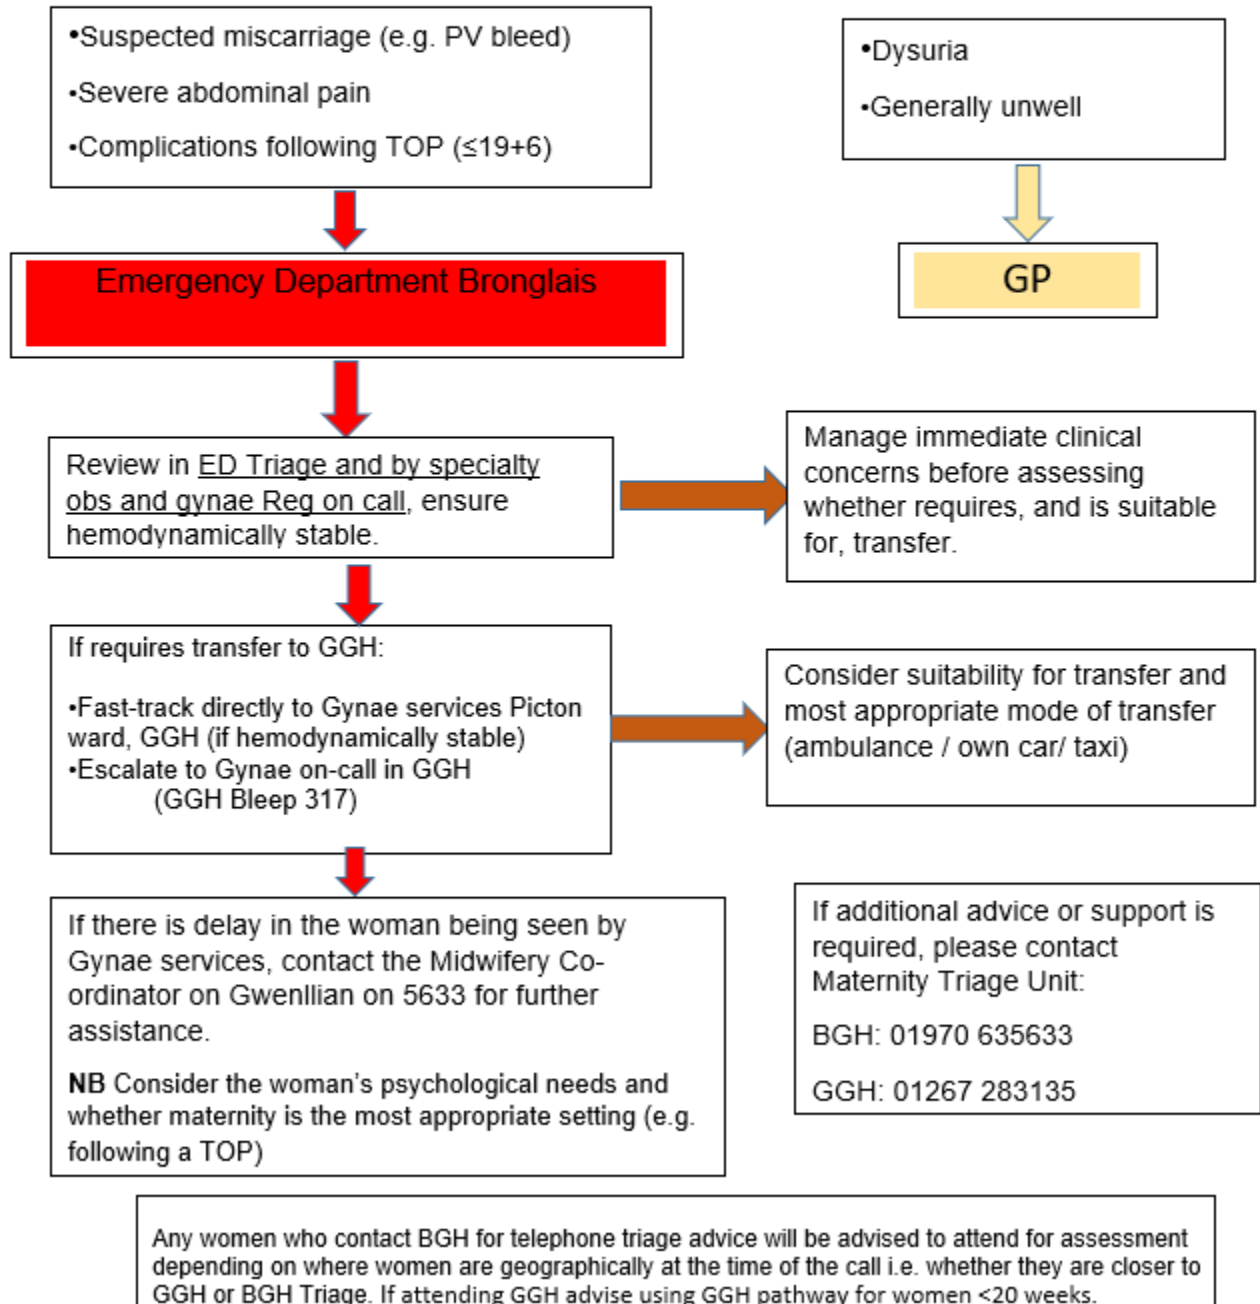 •Suspected miscarriage (e.g. PV bleed)
•Severe abdominal pain
•Complications following TOP (≤19+6)
•Dysuria
•Generally unwell
Emergency Department Bronglais
GP
Review in ED Triage and by specialty
obs and gynae Reg on call, ensure
hemodynamically stable.
Manage immediate clinical
concerns before assessing
whether requires, and is suitable
for, transfer.
If requires transfer to GGH:
•Fast-track directly to Gynae services Picton
ward, GGH (if hemodynamically stable)
•Escalate to Gynae on-call in GGH
(GGH Bleep 317)
Consider suitability for transfer and
most appropriate mode of transfer
(ambulance / own car/ taxi)
If there is delay in the woman being seen by
Gynae services, contact the Midwifery Co-
ordinator on Gwenllian on 5633 for further
assistance.
NB Consider the woman's psychological needs and
whether maternity is the most appropriate setting (e.g.
following a TOP)
If additional advice or support is
required, please contact
Maternity Triage Unit:
BGH: 01970 635633
GGH: 01267 283135
Any women who contact BGH for telephone triage advice will be advised to attend for assessment
depending on where women are geographically at the time of the call i.e. whether they are closer to
GGH or BGH Triage. If attending GGH advise using GGH pathway for women <20 weeks.